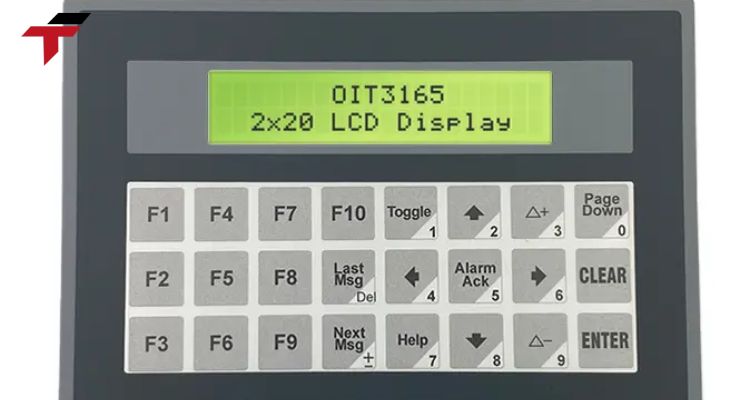 OIT3165
2x20 LCD Display
F1 F4 F7 F10 Toggle 1 2 △+ 3 Page Down 0
F2 F5 F8 Last Msg Del 4 Alarm Ack 5 6 CLEAR
F3 F6 F9 Next Msg ± Help 7 8 △− 9 ENTER